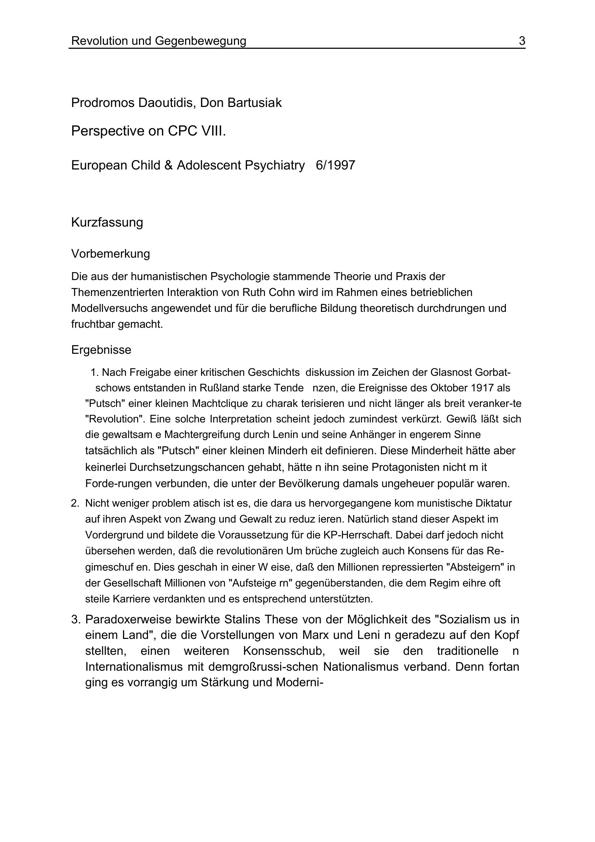 Revolution und Gegenbewegung 3
Prodromos Daoutidis, Don Bartusiak
Perspective on CPC VIII.
European Child & Adolescent Psychiatry 6/1997
Kurzfassung
Vorbemerkung
Die aus der humanistischen Psychologie stammende Theorie und Praxis der
Themenzentrierten Interaktion von Ruth Cohn wird im Rahmen eines betrieblichen
Modellversuchs angewendet und für die berufliche Bildung theoretisch durchdrungen und
fruchtbar gemacht.
Ergebnisse
1. Nach Freigabe einer kritischen Geschichts diskussion im Zeichen der Glasnost Gorbat-
schows entstanden in Rußland starke Tende nzen, die Ereignisse des Oktober 1917 als
"Putsch" einer kleinen Machtclique zu charak terisieren und nicht länger als breit veranker-te
"Revolution". Eine solche Interpretation scheint jedoch zumindest verkürzt. Gewiß läßt sich
die gewaltsam e Machtergreifung durch Lenin und seine Anhänger in engerem Sinne
tatsächlich als "Putsch" einer kleinen Minderh eit definieren. Diese Minderheit hätte aber
keinerlei Durchsetzungschancen gehabt, hätte n ihn seine Protagonisten nicht m it
Forde-rungen verbunden, die unter der Bevölkerung damals ungeheuer populär waren.
2. Nicht weniger problem atisch ist es, die dara us hervorgegangene kom munistische Diktatur
auf ihren Aspekt von Zwang und Gewalt zu reduz ieren. Natürlich stand dieser Aspekt im
Vordergrund und bildete die Voraussetzung für die KP-Herrschaft. Dabei darf jedoch nicht
übersehen werden, daß die revolutionären Um brüche zugleich auch Konsens für das Re-
gimeschuf en. Dies geschah in einer W eise, daß den Millionen repressierten "Absteigern" in
der Gesellschaft Millionen von "Aufsteige rn" gegenüberstanden, die dem Regim eihre oft
steile Karriere verdankten und es entsprechend unterstützten.
3. Paradoxerweise bewirkte Stalins These von der Möglichkeit des "Sozialism us in
einem Land", die die Vorstellungen von Marx und Leni n geradezu auf den Kopf
stellten, einen weiteren Konsensschub, weil sie den traditionelle n
Internationalismus mit demgroßrussi-schen Nationalismus verband. Denn fortan
ging es vorrangig um Stärkung und Moderni-